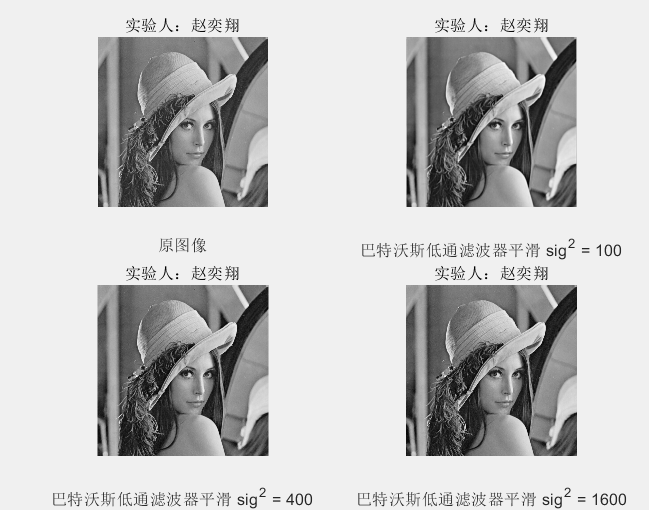 实验人：赵奕翔
实验人：赵奕翔
原图像
巴特沃斯低通滤波器平滑 sig² = 100
实验人：赵奕翔
实验人：赵奕翔
巴特沃斯低通滤波器平滑 sig² = 400
巴特沃斯低通滤波器平滑 sig² = 1600